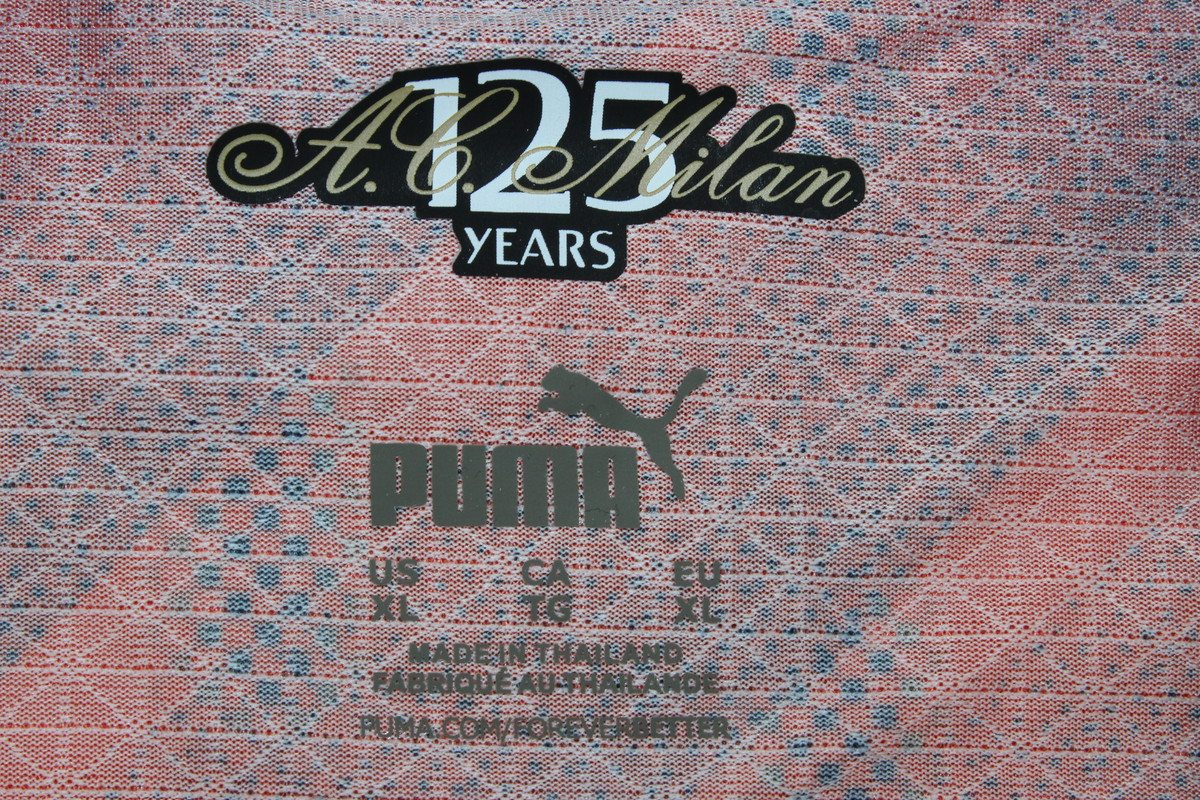 125
A.C. Milan
YEARS
PUMA
US CA EU
XL TG XL
MADE IN THAILAND
FABRIQUÉ AU THAILANDE
PUMA.COM/FOREVERBETTER